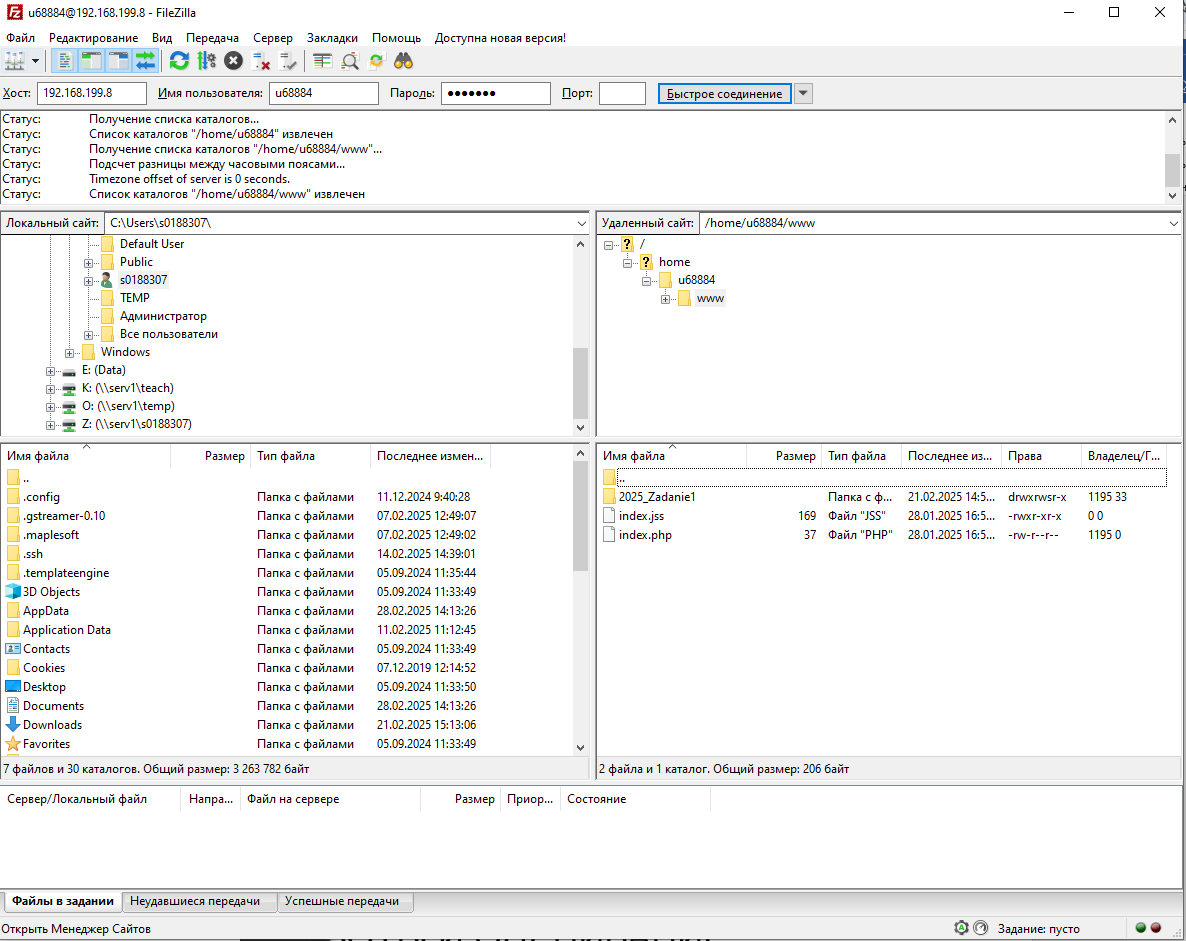 u68884@192.168.199.8 - FileZilla
Файл Редактирование Вид Передача Сервер Закладки Помощь Доступна новая версия!
Хост: 192.168.199.8 Имя пользователя: u68884 Пароль: ●●●●●●● Порт: Быстрое соединение
Статус: Получение списка каталогов...
Статус: Список каталогов "/home/u68884" извлечен
Статус: Получение списка каталогов "/home/u68884/www"...
Статус: Подсчет разницы между часовыми поясами...
Статус: Timezone offset of server is 0 seconds.
Статус: Список каталогов "/home/u68884/www" извлечен
Локальный сайт: C:\Users\s0188307\
Default User
Public
s0188307
TEMP
Администратор
Все пользователи
Windows
E: (Data)
K: (\\serv1\teach)
O: (\\serv1\temp)
Z: (\\serv1\s0188307)
Удаленный сайт: /home/u68884/www
? /
? home
u68884
www
Имя файла Размер Тип файла Последнее измен...
..
.config Папка с файлами 11.12.2024 9:40:28
.gstreamer-0.10 Папка с файлами 07.02.2025 12:49:07
.maplesoft Папка с файлами 07.02.2025 12:49:02
.ssh Папка с файлами 14.02.2025 14:39:01
.templateengine Папка с файлами 05.09.2024 11:35:44
3D Objects Папка с файлами 05.09.2024 11:33:49
AppData Папка с файлами 28.02.2025 14:13:26
Application Data Папка с файлами 11.02.2025 11:12:45
Contacts Папка с файлами 05.09.2024 11:33:49
Cookies Папка с файлами 07.12.2019 12:14:52
Desktop Папка с файлами 05.09.2024 11:33:50
Documents Папка с файлами 28.02.2025 14:13:26
Downloads Папка с файлами 21.02.2025 15:13:06
Favorites Папка с файлами 05.09.2024 11:33:49
7 файлов и 30 каталогов. Общий размер: 3 263 782 байт
Имя файла Размер Тип файла Последнее из... Права Владелец/Г...
..
2025_Zadanie1 Папка с ф... 21.02.2025 14:5... drwxrwsr-x 1195 33
index.jss 169 Файл "JSS" 28.01.2025 16:5... -rwxr-xr-x 0 0
index.php 37 Файл "PHP" 28.01.2025 16:5... -rw-r--r-- 1195 0
2 файла и 1 каталог. Общий размер: 206 байт
Сервер/Локальный файл Напра... Файл на сервере Размер Приор... Состояние
Файлы в задании Неудавшиеся передачи Успешные передачи
Открыть Менеджер Сайтов Задание: пусто